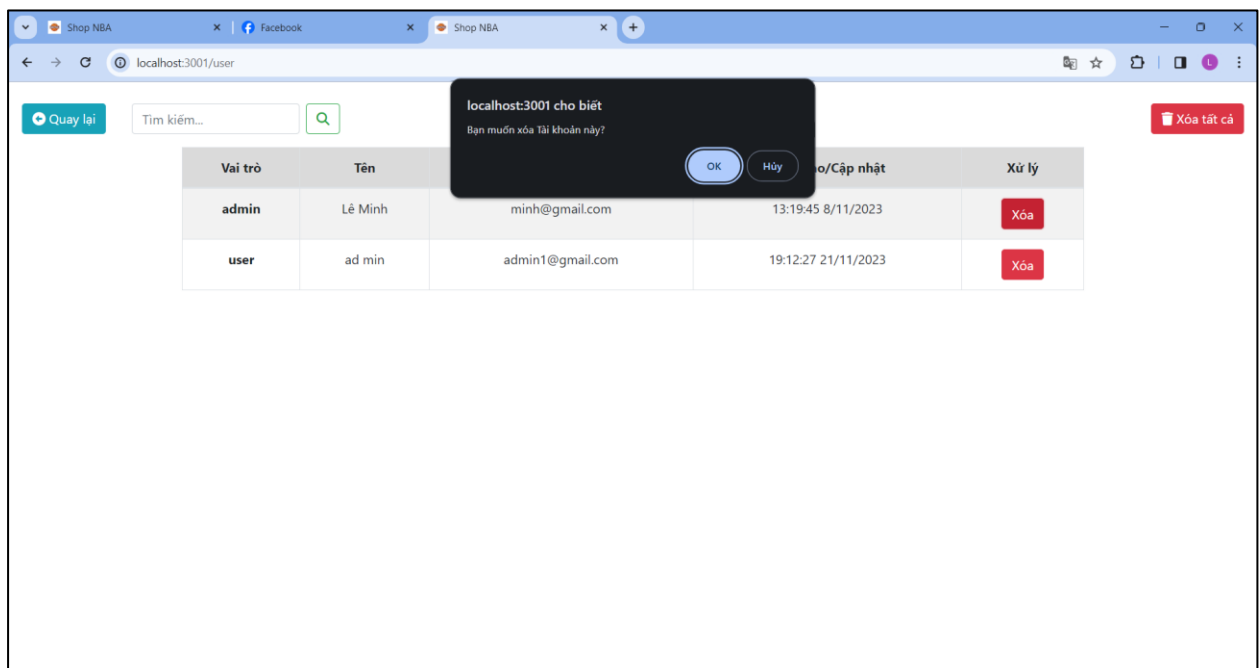 Shop NBA
Facebook
Shop NBA
localhost:3001/user
L
localhost:3001 cho biết
Bạn muốn xóa Tài khoản này?
OK
Hủy
Quay lại
Tìm kiếm...
Xóa tất cả
Vai trò Tên /Cập nhật Xử lý
admin Lê Minh minh@gmail.com 13:19:45 8/11/2023 Xóa
user ad min admin1@gmail.com 19:12:27 21/11/2023 Xóa